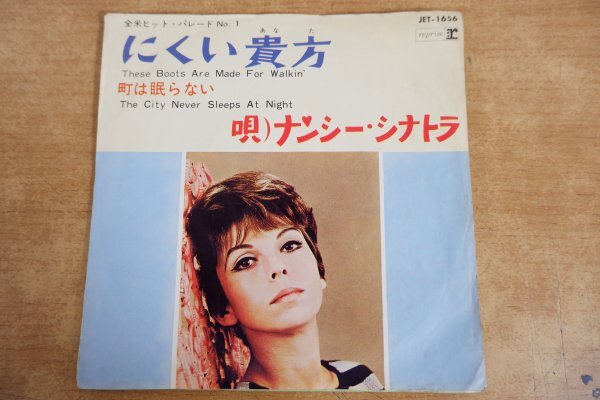 全米ヒット・パレード No. 1
JET-1656
reprise r:
あなた
にくい貴方
These Boots Are Made For Walkin'
町は眠らない
The City Never Sleeps At Night
唄)ナンシー・シナトラ